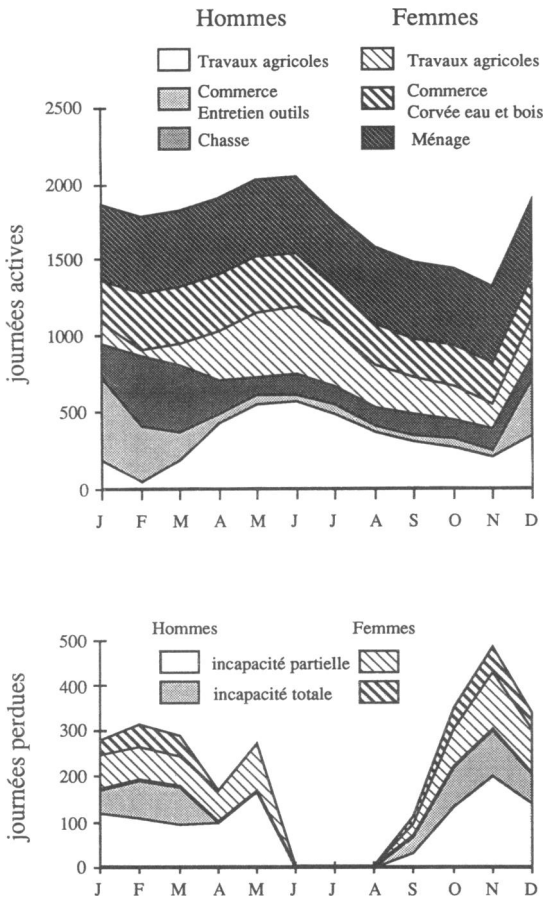 Hommes Femmes
Travaux agricoles Travaux agricoles
Commerce Commerce
Entretien outils Corvée eau et bois
Chasse Ménage
2500
2000
1500
1000
500
0
journées actives
J F M A M J J A S O N D
Hommes Femmes
incapacité partielle
incapacité totale
500
400
300
200
100
0
journées perdues
J F M A M J J A S O N D